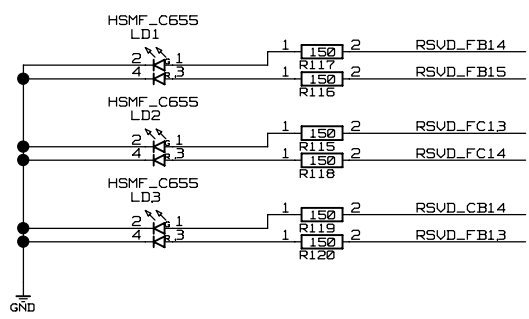 HSMF_C655
LD1
1 150 2 RSVD_FB14
2 G 1
R117
4 R 3 1 150 2 RSVD_FB15
R116
HSMF_C655
LD2
1 150 2 RSVD_FC13
2 G 1
R115
4 R 3 1 150 2 RSVD_FC14
R118
HSMF_C655
LD3
1 150 2 RSVD_CB14
2 G 1
R119
4 R 3 1 150 2 RSVD_FB13
R120
GND